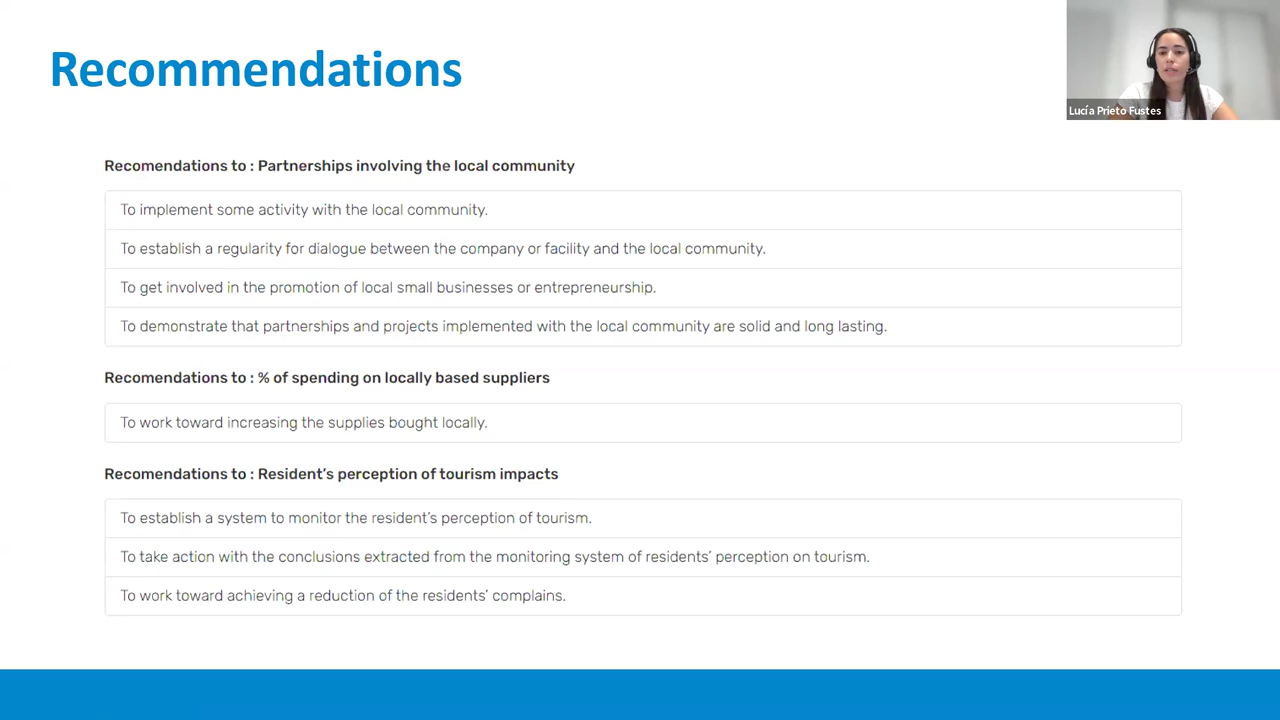 Recommendations
Lucía Prieto Fustes
Recomendations to : Partnerships involving the local community
To implement some activity with the local community.
To establish a regularity for dialogue between the company or facility and the local community.
To get involved in the promotion of local small businesses or entrepreneurship.
To demonstrate that partnerships and projects implemented with the local community are solid and long lasting.
Recomendations to : % of spending on locally based suppliers
To work toward increasing the supplies bought locally.
Recomendations to : Resident’s perception of tourism impacts
To establish a system to monitor the resident’s perception of tourism.
To take action with the conclusions extracted from the monitoring system of residents’ perception on tourism.
To work toward achieving a reduction of the residents’ complains.